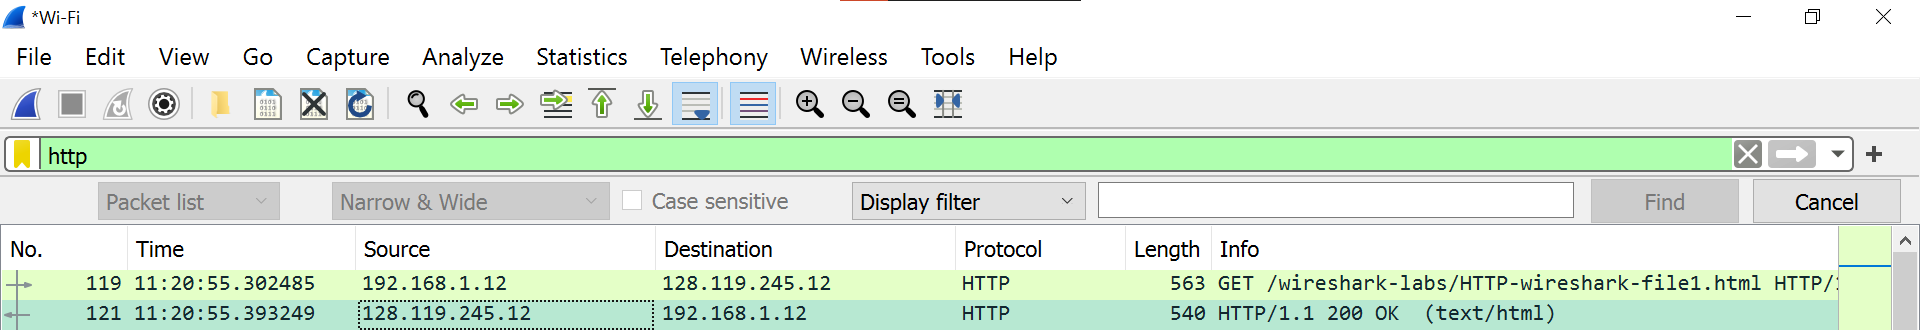 *Wi-Fi
File Edit View Go Capture Analyze Statistics Telephony Wireless Tools Help
http
Packet list Narrow & Wide Case sensitive Display filter Find Cancel
No. Time Source Destination Protocol Length Info
119 11:20:55.302485 192.168.1.12 128.119.245.12 HTTP 563 GET /wireshark-labs/HTTP-wireshark-file1.html HTTP/
121 11:20:55.393249 128.119.245.12 192.168.1.12 HTTP 540 HTTP/1.1 200 OK (text/html)